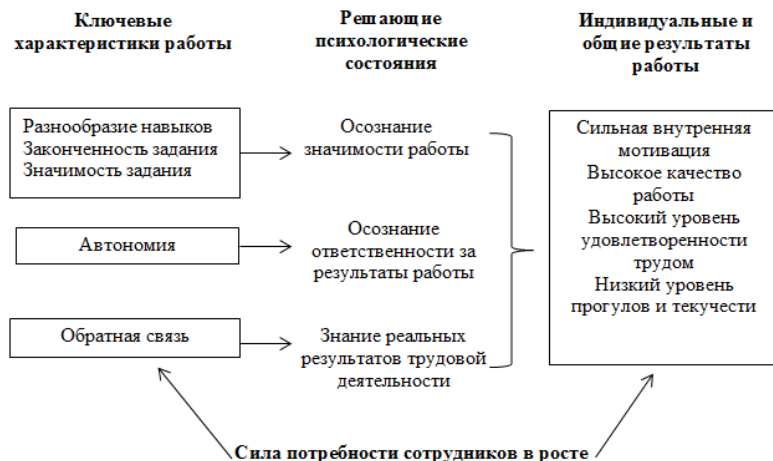 Ключевые
характеристики работы
Решающие
психологические
состояния
Индивидуальные и
общие результаты
работы
Разнообразие навыков
Законченность задания
Значимость задания
Осознание
значимости работы
Автономия
Осознание
ответственности за
результаты работы
Обратная связь
Знание реальных
результатов трудовой
деятельности
Сильная внутренняя
мотивация
Высокое качество
работы
Высокий уровень
удовлетворенности
трудом
Низкий уровень
прогулов и текучести
Сила потребности сотрудников в росте